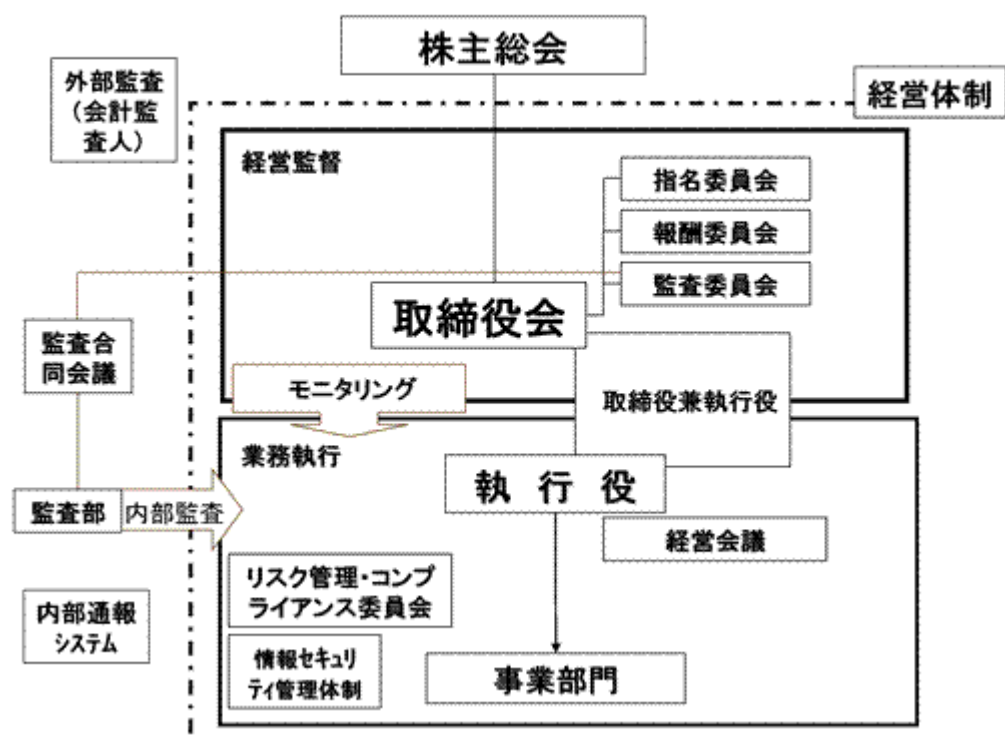 株主総会
外部監査
（会計監
査人）
経営体制
経営監督
指名委員会
報酬委員会
監査委員会
取締役会
監査合
同会議
モニタリング
取締役兼執行役
業務執行
執 行 役
監査部
内部監査
経営会議
リスク管理・コンプ
ライアンス委員会
内部通報
システム
情報セキュリ
ティ管理体制
事業部門